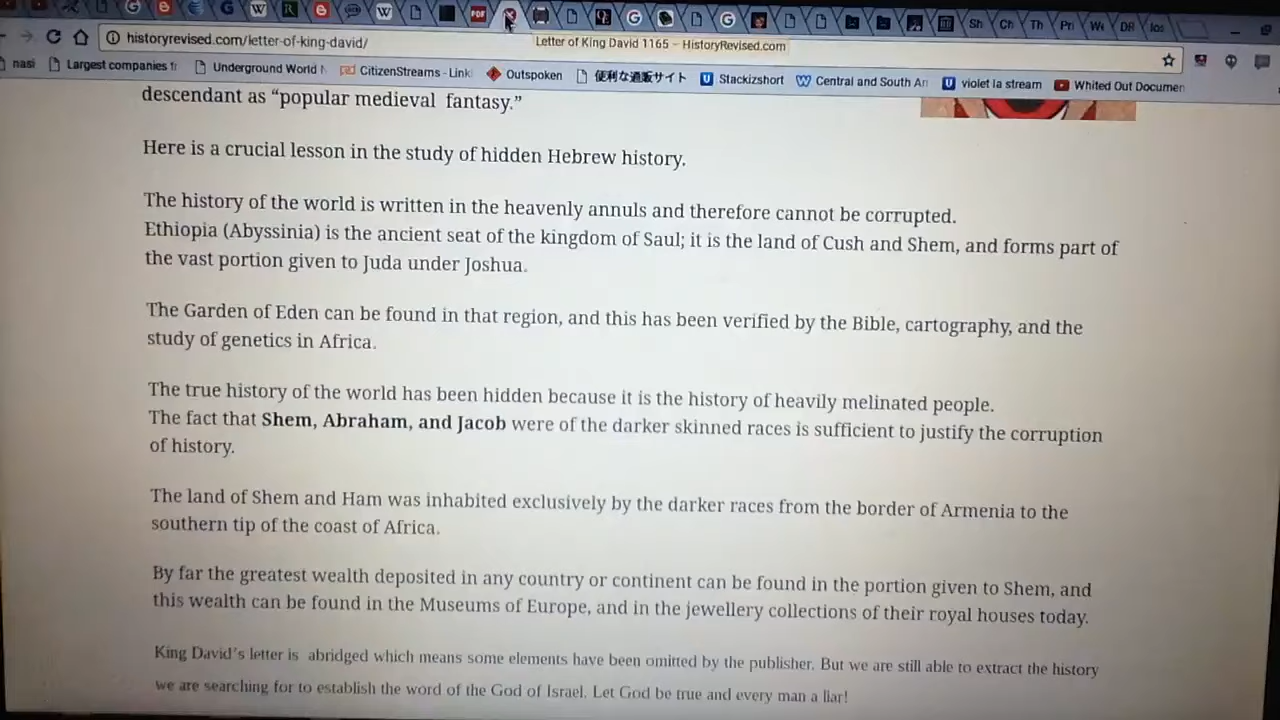 Sh Ch Th Pri We DR
historyrevised.com/letter-of-king-david/
Letter of King David 1165 – HistoryRevised.com
nasi Largest companies fr Underground World CitizenStreams - Link Outspoken 便利な通販サイト Stackizshort Central and South Am violet la stream Whited Out Documen
descendant as “popular medieval fantasy.”
Here is a crucial lesson in the study of hidden Hebrew history.
The history of the world is written in the heavenly annuls and therefore cannot be corrupted.
Ethiopia (Abyssinia) is the ancient seat of the kingdom of Saul; it is the land of Cush and Shem, and forms part of
the vast portion given to Juda under Joshua.
The Garden of Eden can be found in that region, and this has been verified by the Bible, cartography, and the
study of genetics in Africa.
The true history of the world has been hidden because it is the history of heavily melinated people.
The fact that Shem, Abraham, and Jacob were of the darker skinned races is sufficient to justify the corruption
of history.
The land of Shem and Ham was inhabited exclusively by the darker races from the border of Armenia to the
southern tip of the coast of Africa.
By far the greatest wealth deposited in any country or continent can be found in the portion given to Shem, and
this wealth can be found in the Museums of Europe, and in the jewellery collections of their royal houses today.
King David's letter is abridged which means some elements have been omitted by the publisher. But we are still able to extract the history
we are searching for to establish the word of the God of Israel. Let God be true and every man a liar!